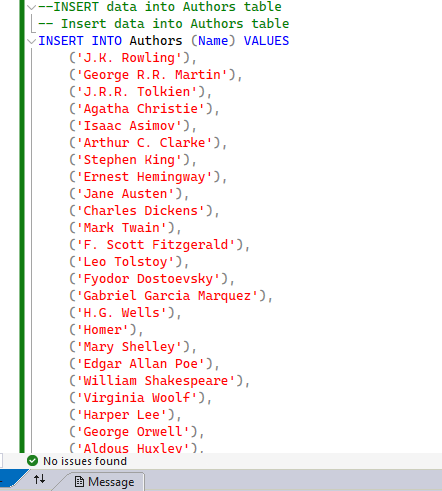 --INSERT data into Authors table
-- Insert data into Authors table
INSERT INTO Authors (Name) VALUES
('J.K. Rowling'),
('George R.R. Martin'),
('J.R.R. Tolkien'),
('Agatha Christie'),
('Isaac Asimov'),
('Arthur C. Clarke'),
('Stephen King'),
('Ernest Hemingway'),
('Jane Austen'),
('Charles Dickens'),
('Mark Twain'),
('F. Scott Fitzgerald'),
('Leo Tolstoy'),
('Fyodor Dostoevsky'),
('Gabriel Garcia Marquez'),
('H.G. Wells'),
('Homer'),
('Mary Shelley'),
('Edgar Allan Poe'),
('William Shakespeare'),
('Virginia Woolf'),
('Harper Lee'),
('George Orwell'),
('Aldous Huxley'),
No issues found
Message